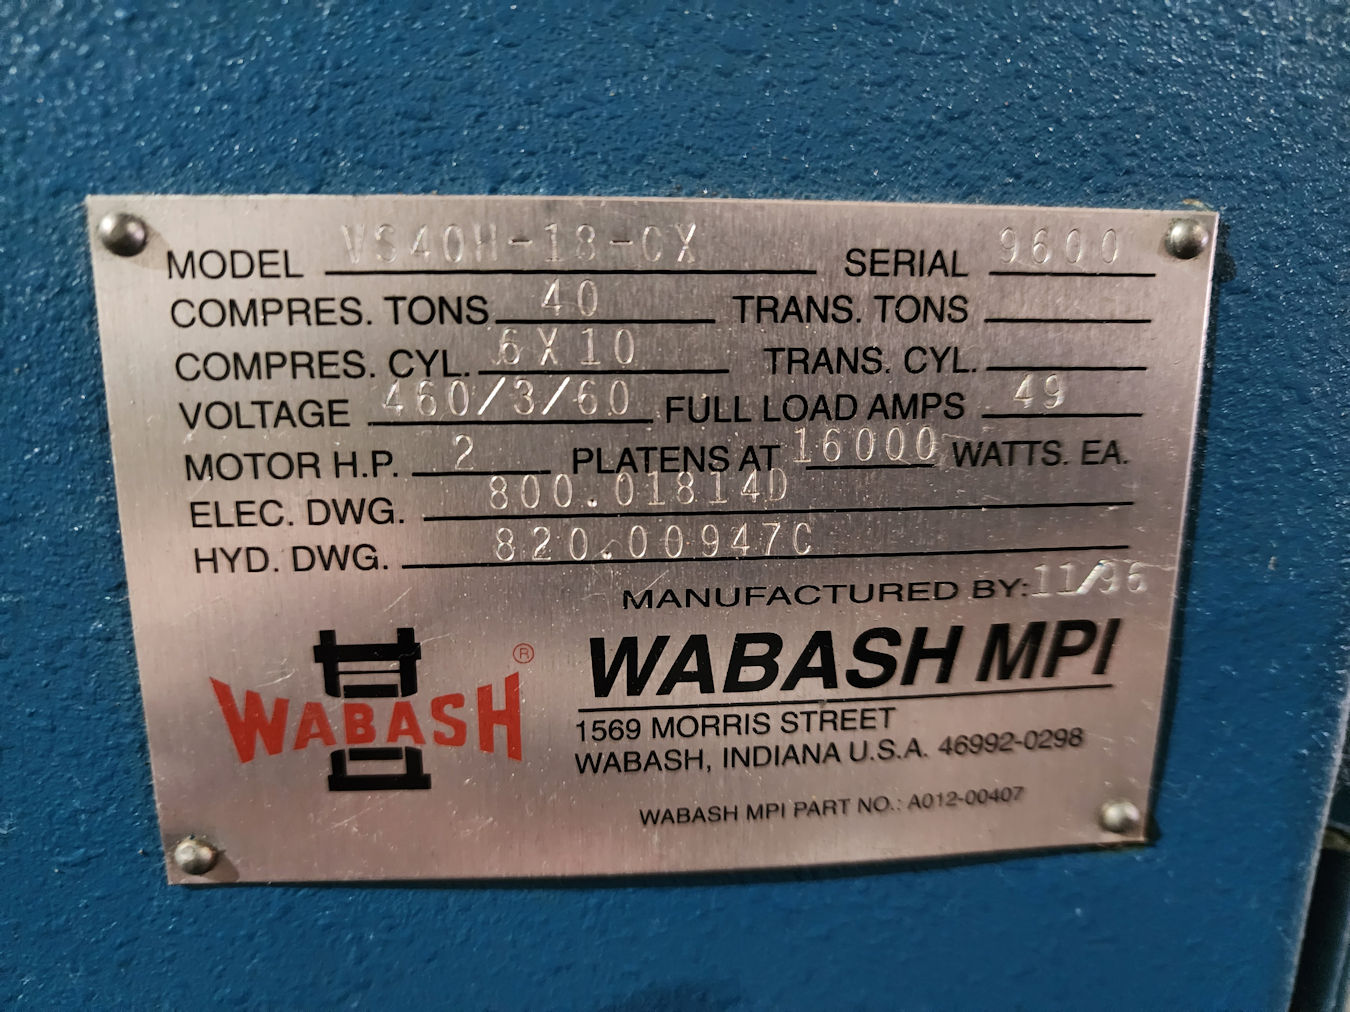 MODEL VS40H-18-CX SERIAL 9600
COMPRES. TONS 40 TRANS. TONS
COMPRES. CYL. 6X10 TRANS. CYL.
VOLTAGE 460/3/60 FULL LOAD AMPS 49
MOTOR H.P. 2 PLATENS AT 16000 WATTS. EA.
ELEC. DWG. 800.01814D
HYD. DWG. 820.00947C
MANUFACTURED BY: 11/96
WABASH ®
WABASH MPI
1569 MORRIS STREET
WABASH, INDIANA U.S.A. 46992-0298
WABASH MPI PART NO.: A012-00407